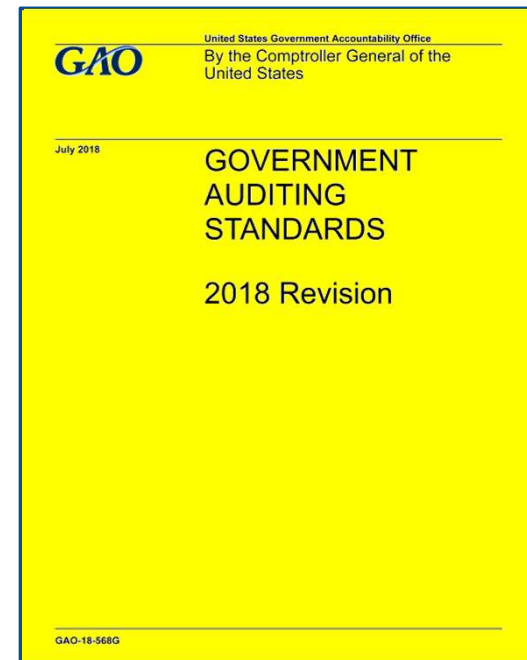 GAO
United States Government Accountability Office
By the Comptroller General of the
United States
July 2018
GOVERNMENT
AUDITING
STANDARDS
2018 Revision
GAO-18-568G